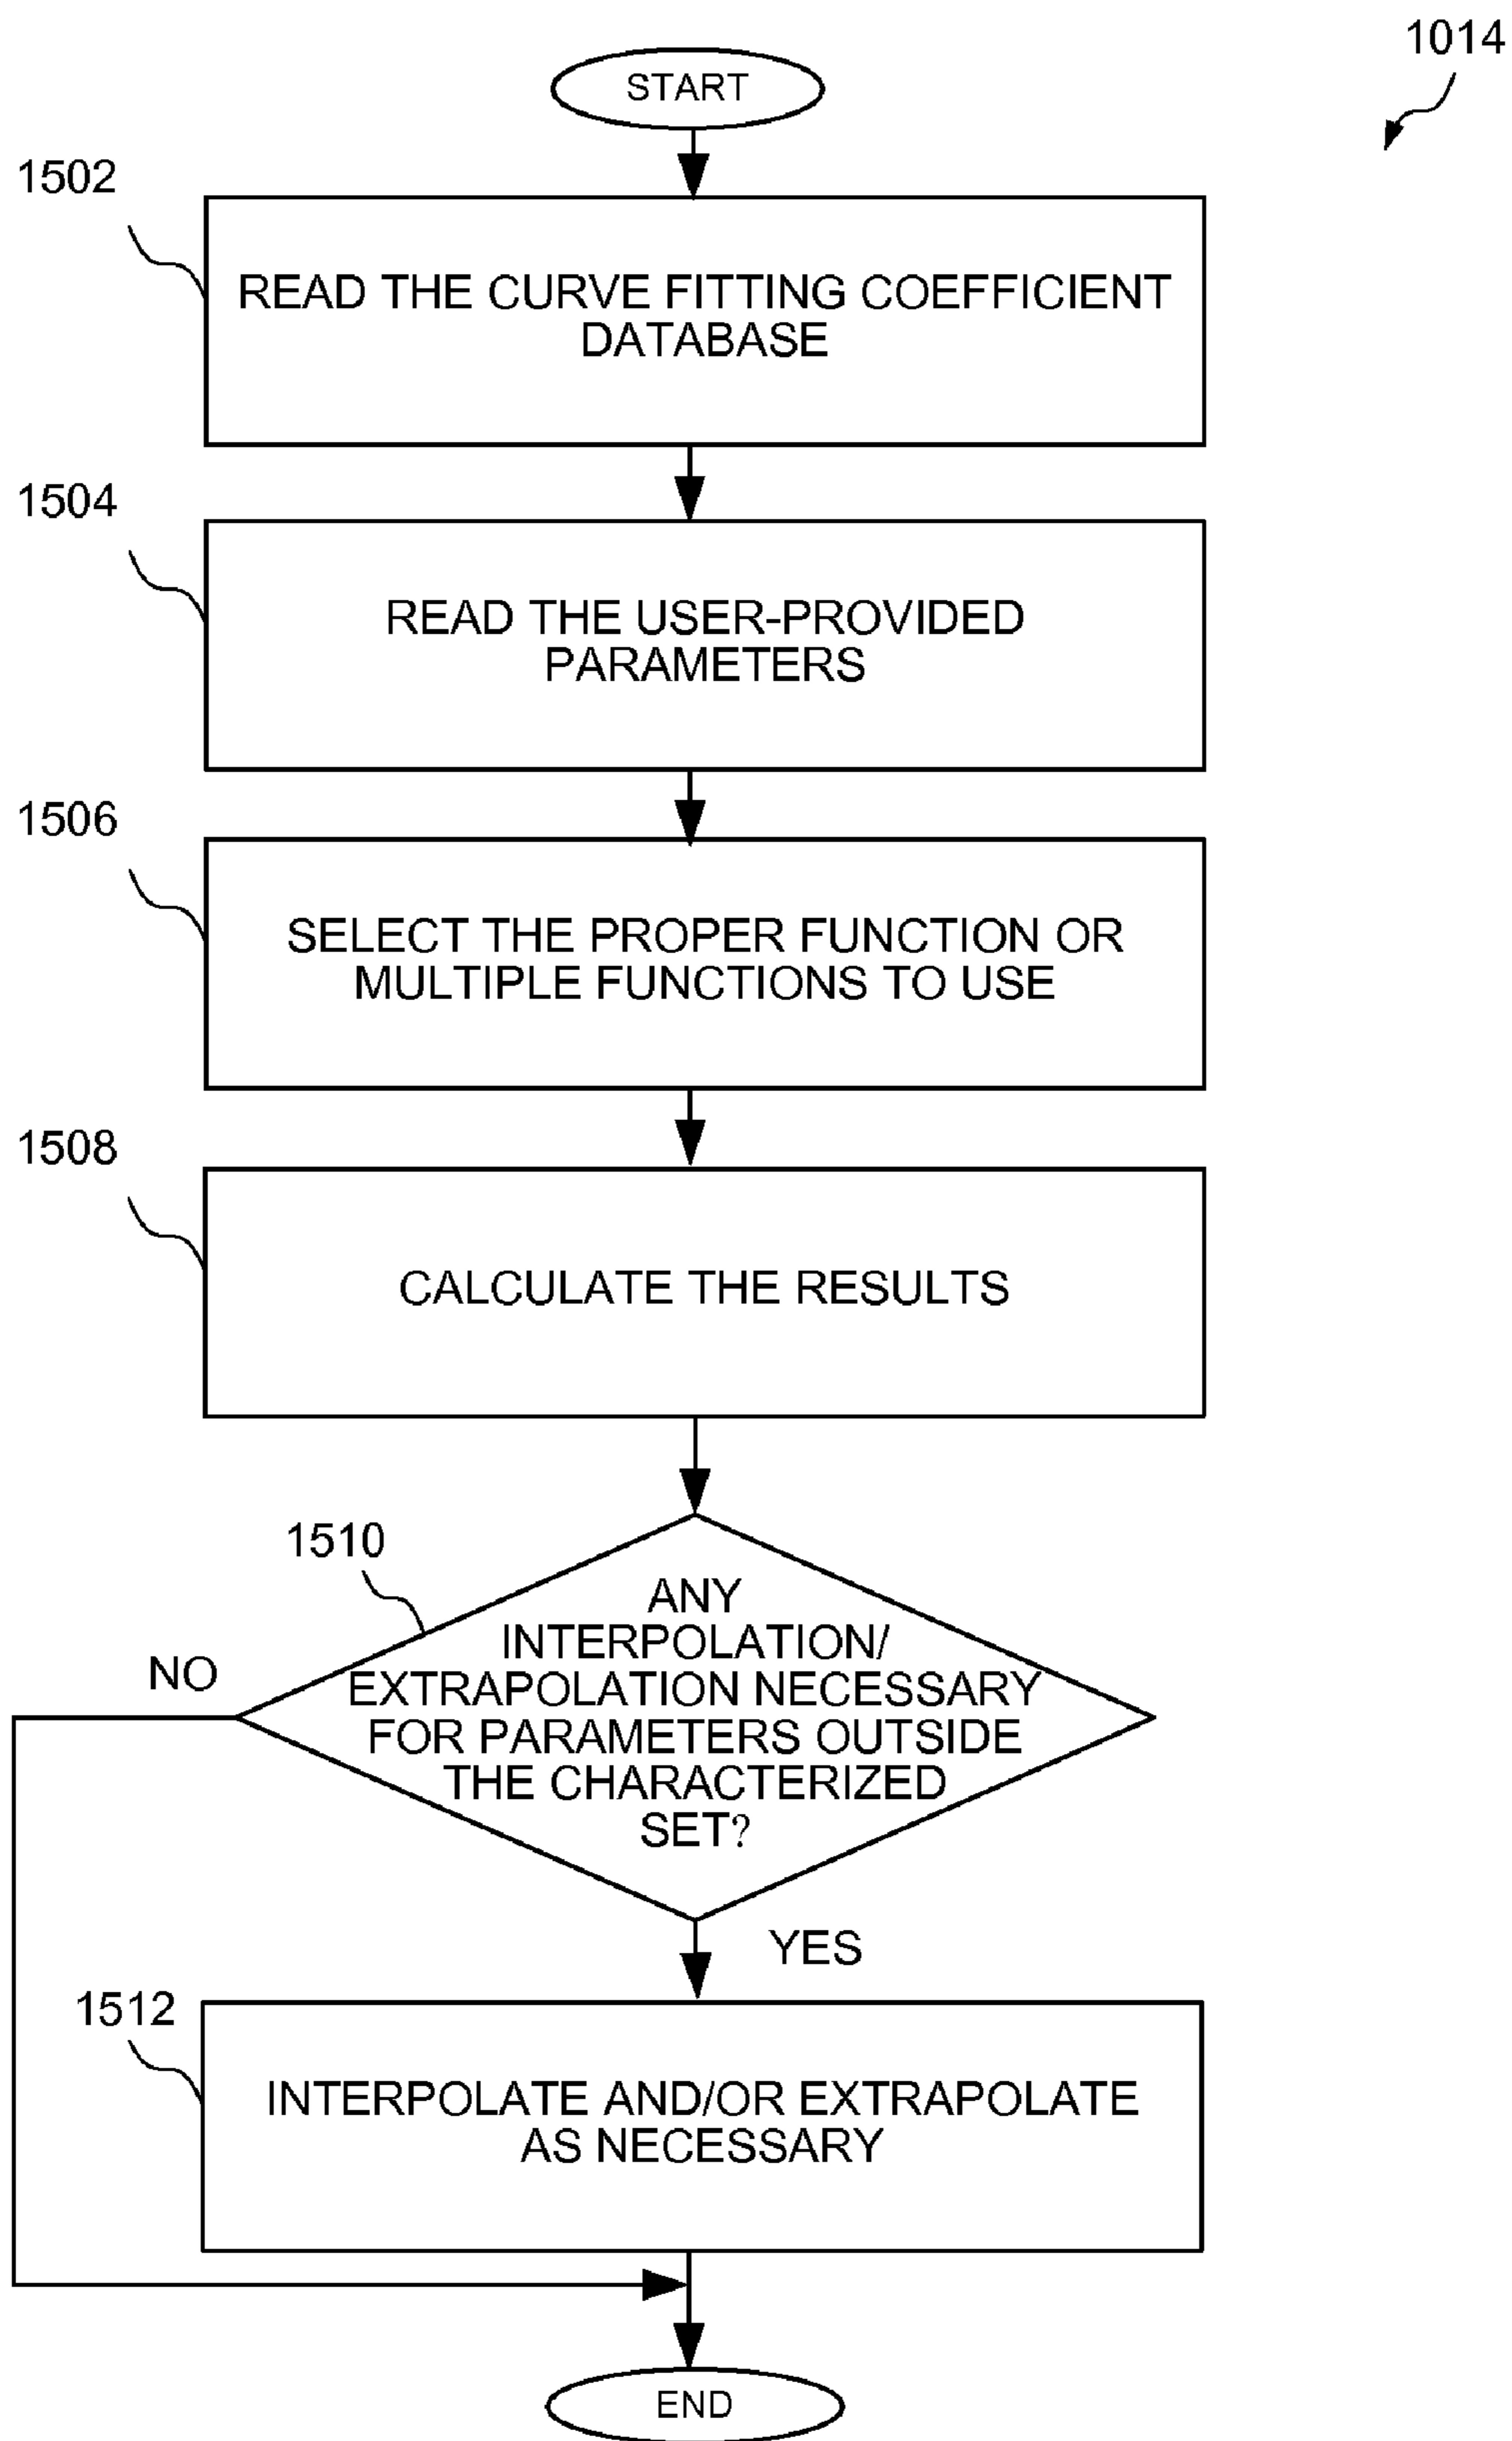 1014
START
1502
READ THE CURVE FITTING COEFFICIENT
DATABASE
1504
READ THE USER-PROVIDED
PARAMETERS
1506
SELECT THE PROPER FUNCTION OR
MULTIPLE FUNCTIONS TO USE
1508
CALCULATE THE RESULTS
1510
ANY
INTERPOLATION/
EXTRAPOLATION NECESSARY
FOR PARAMETERS OUTSIDE
THE CHARACTERIZED
SET?
NO
YES
1512
INTERPOLATE AND/OR EXTRAPOLATE
AS NECESSARY
END